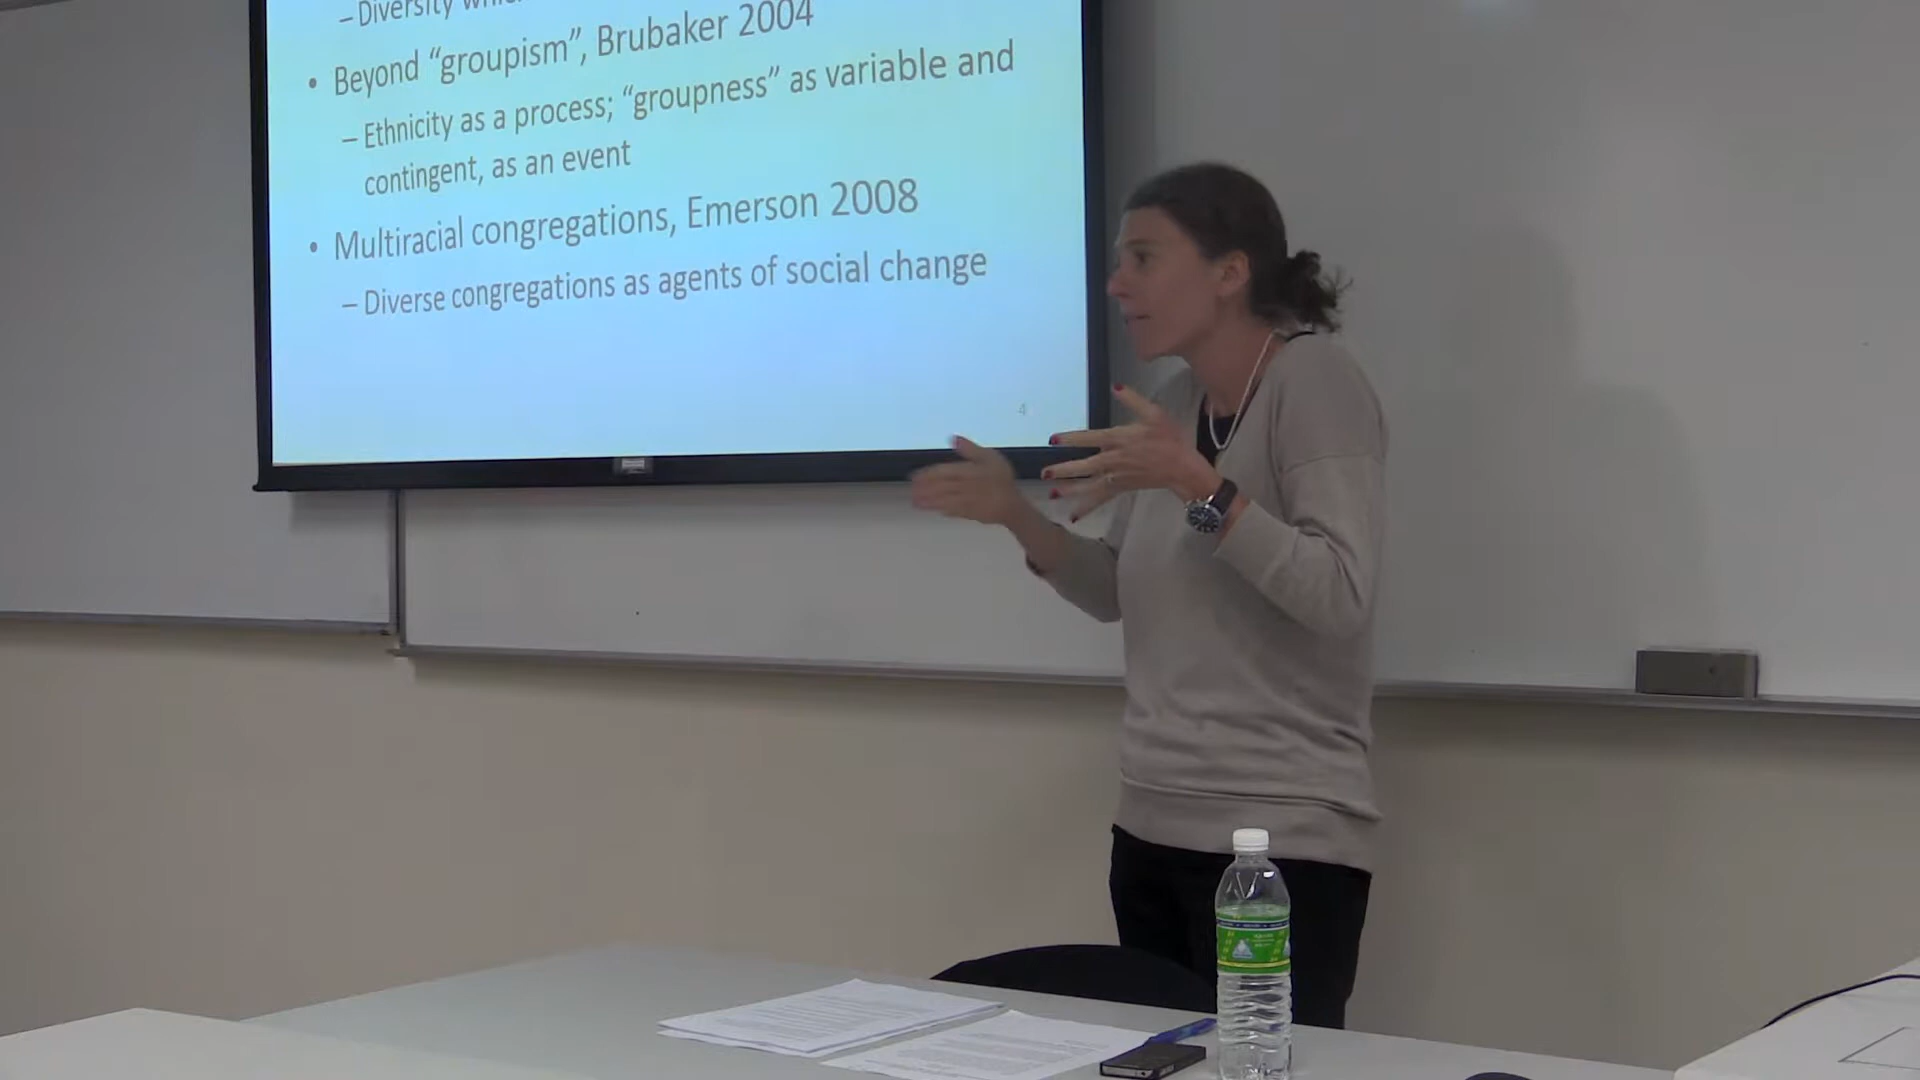 – Diversity
• Beyond “groupism”, Brubaker 2004
– Ethnicity as a process; “groupness” as variable and
contingent, as an event
• Multiracial congregations, Emerson 2008
– Diverse congregations as agents of social change
4